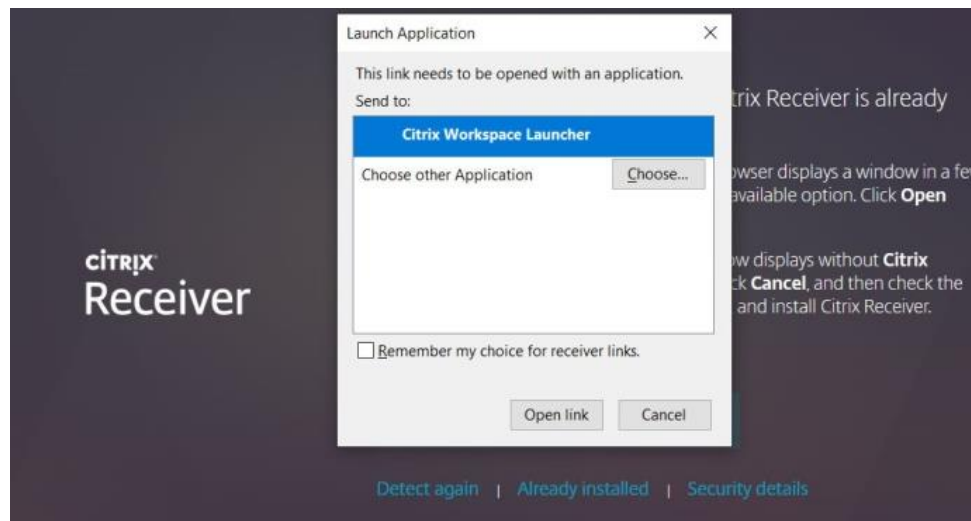 Launch Application
This link needs to be opened with an application.
Send to:
Citrix Workspace Launcher
Choose other Application
Choose...
Remember my choice for receiver links.
Open link
Cancel
CITRIX
Receiver
Citrix Receiver is already
browser displays a window in a few
available option. Click Open
displays without Citrix
Cancel, and then check the
and install Citrix Receiver.
Detect again | Already installed | Security details